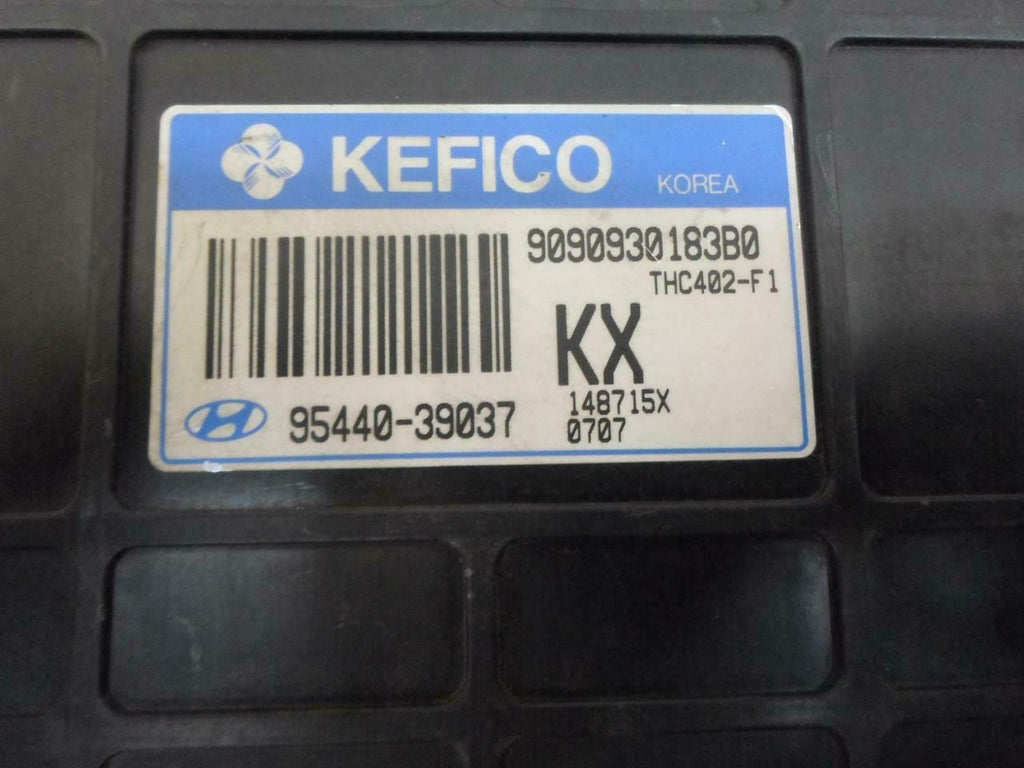 KEFICO
KOREA
9090930183B0
THC402-F1
KX
148715X
95440-39037
0707